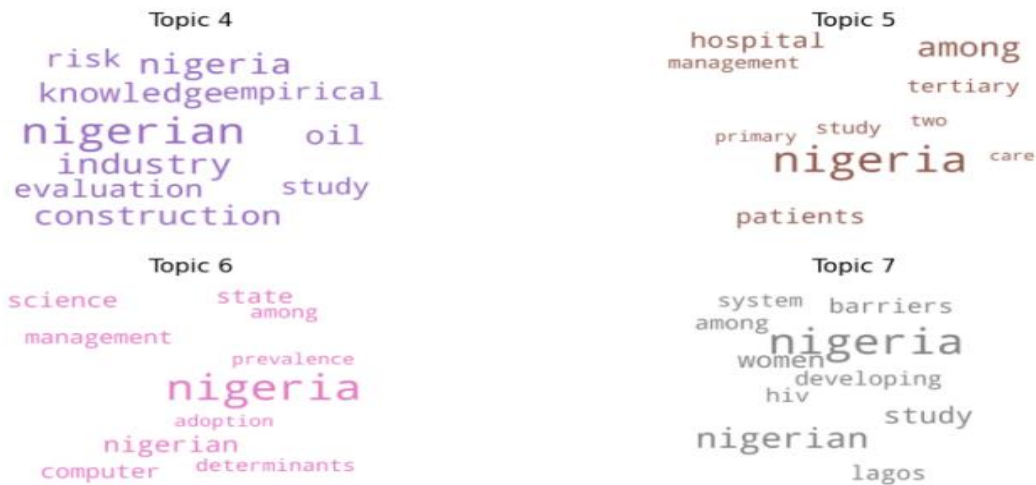 Topic 4
risk nigeria
knowledge empirical
nigerian oil
industry
evaluation study
construction
Topic 5
hospital among
management
tertiary
primary study two
nigeria care
patients
Topic 6
science state
among
management
prevalence
nigeria
adoption
nigerian
computer determinants
Topic 7
system barriers
among
nigeria
women
developing
hiv
study
nigerian
lagos